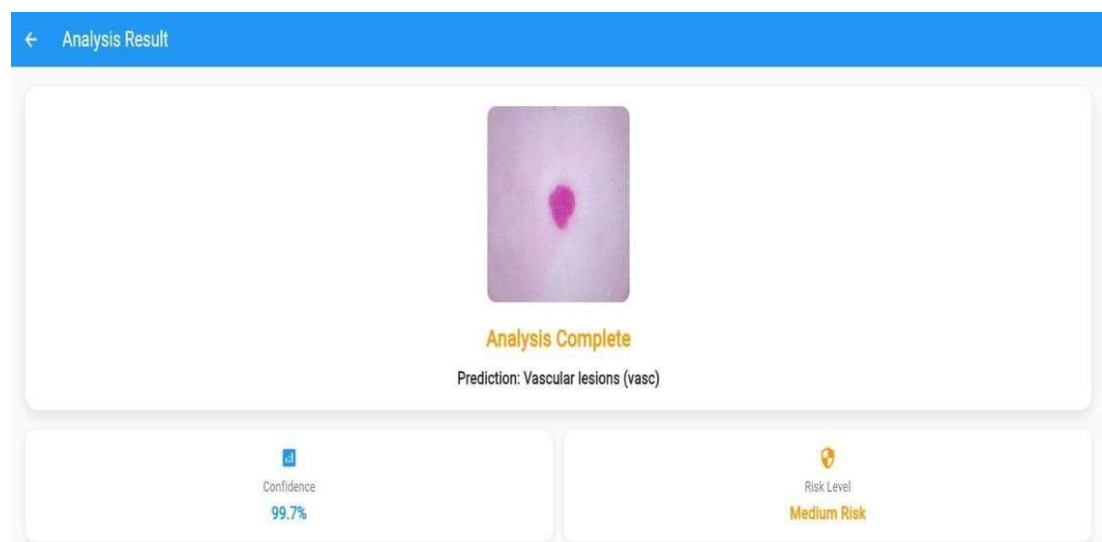 Analysis Result
Analysis Complete
Prediction: Vascular lesions (vasc)
Confidence
99.7%
Risk Level
Medium Risk